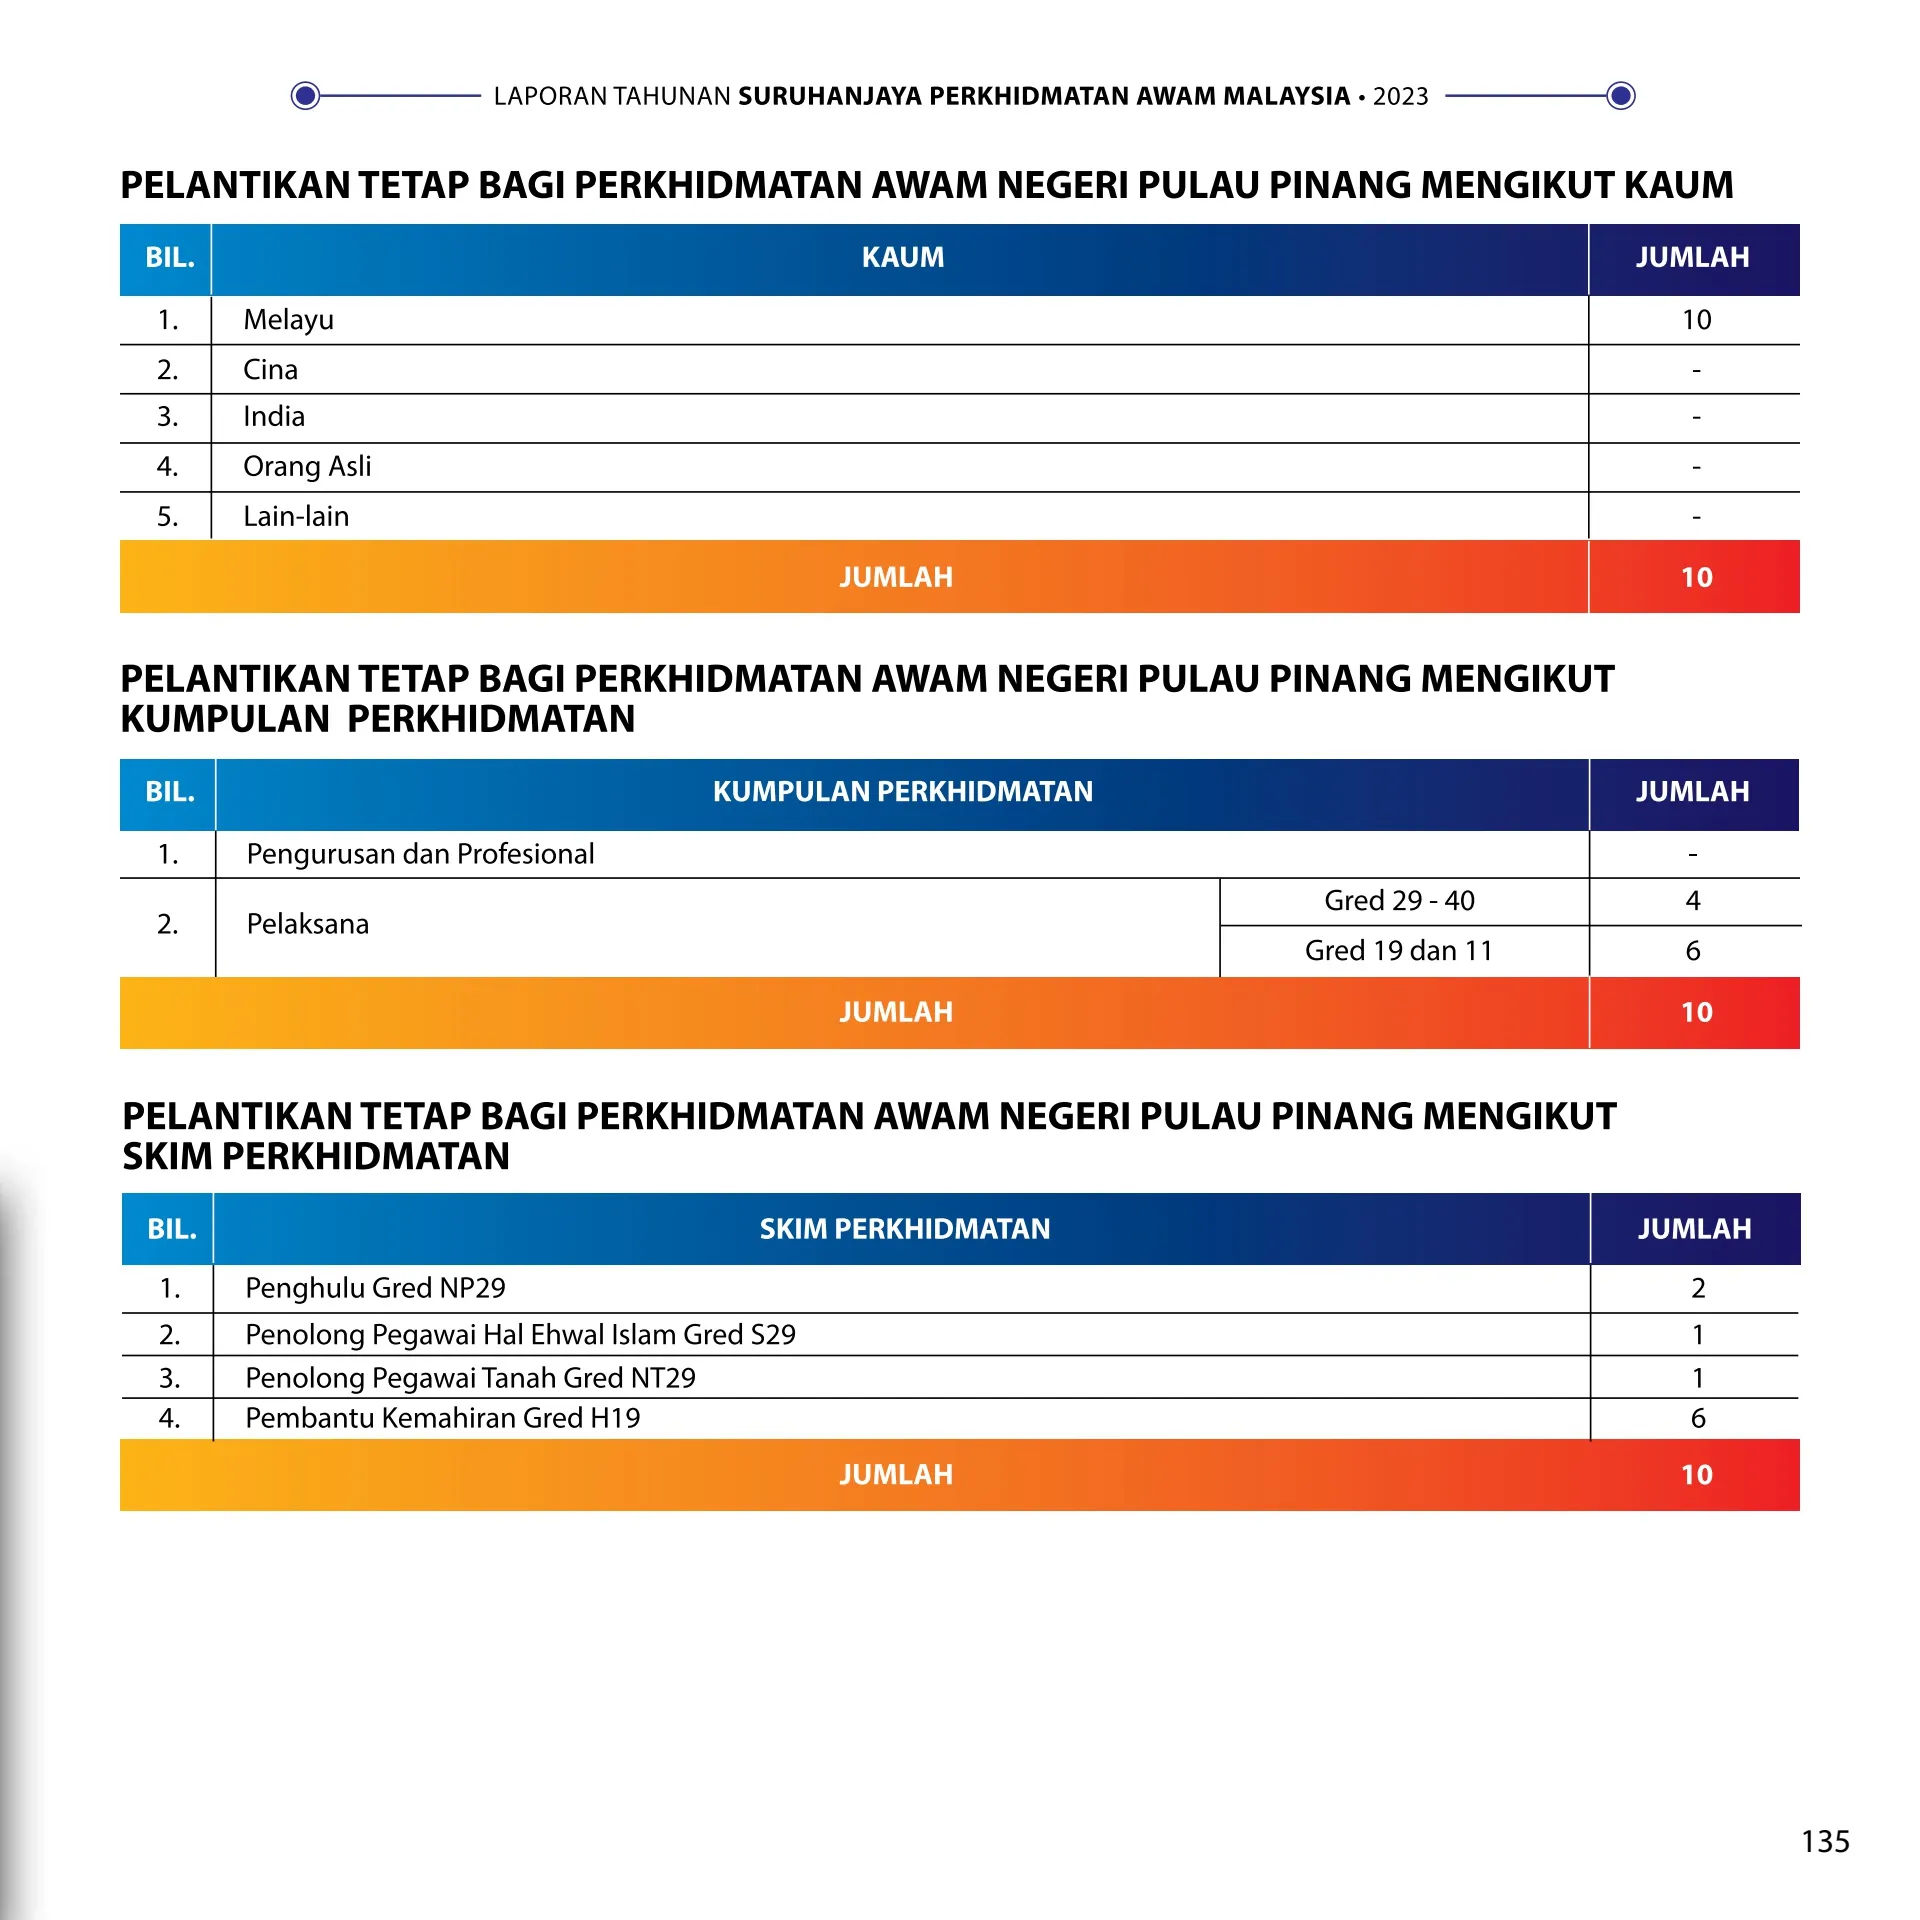 LAPORAN TAHUNAN SURUHANJAYA PERKHIDMATAN AWAM MALAYSIA • 2023
PELANTIKAN TETAP BAGI PERKHIDMATAN AWAM NEGERI PULAU PINANG MENGIKUT KAUM
BIL. KAUM JUMLAH
1. Melayu 10
2. Cina -
3. India -
4. Orang Asli -
5. Lain-lain -
JUMLAH 10
PELANTIKAN TETAP BAGI PERKHIDMATAN AWAM NEGERI PULAU PINANG MENGIKUT
KUMPULAN PERKHIDMATAN
BIL. KUMPULAN PERKHIDMATAN JUMLAH
1. Pengurusan dan Profesional -
2. Pelaksana
Gred 29 - 40 4
Gred 19 dan 11 6
JUMLAH 10
PELANTIKAN TETAP BAGI PERKHIDMATAN AWAM NEGERI PULAU PINANG MENGIKUT
SKIM PERKHIDMATAN
BIL. SKIM PERKHIDMATAN JUMLAH
1. Penghulu Gred NP29 2
2. Penolong Pegawai Hal Ehwal Islam Gred S29 1
3. Penolong Pegawai Tanah Gred NT29 1
4. Pembantu Kemahiran Gred H19 6
JUMLAH 10
135